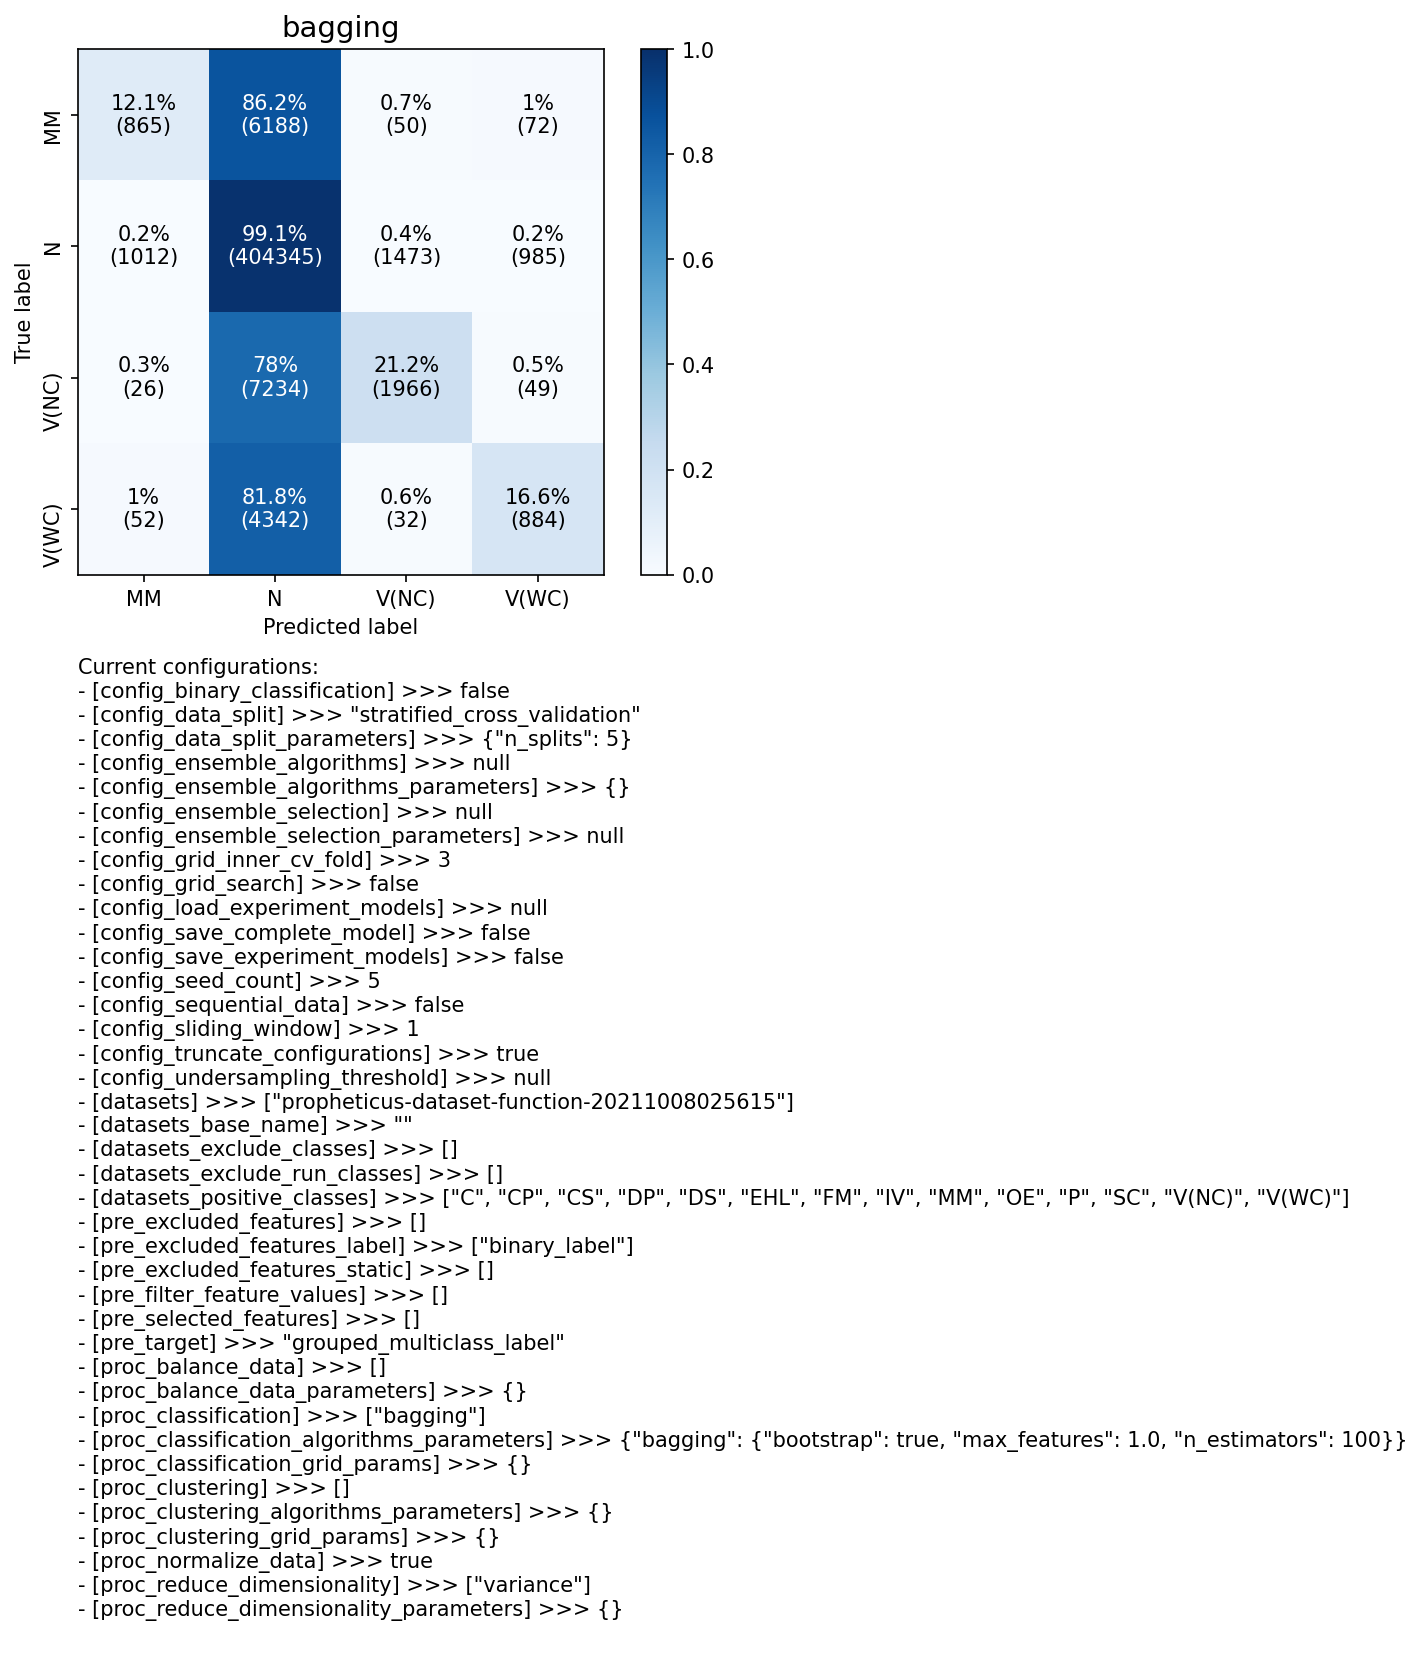 bagging
1.0
12.1% 86.2% 0.7% 1%
(865) (6188) (50) (72)
MM
0.8
0.2% 99.1% 0.4% 0.2%
(1012) (404345) (1473) (985)
N
0.6
True label
0.3% 78% 21.2% 0.5%
(26) (7234) (1966) (49)
V(NC)
0.4
0.2
1% 81.8% 0.6% 16.6%
(52) (4342) (32) (884)
V(WC)
0.0
MM N V(NC) V(WC)
Predicted label
Current configurations:
- [config_binary_classification] >>> false
- [config_data_split] >>> "stratified_cross_validation"
- [config_data_split_parameters] >>> {"n_splits": 5}
- [config_ensemble_algorithms] >>> null
- [config_ensemble_algorithms_parameters] >>> {}
- [config_ensemble_selection] >>> null
- [config_ensemble_selection_parameters] >>> null
- [config_grid_inner_cv_fold] >>> 3
- [config_grid_search] >>> false
- [config_load_experiment_models] >>> null
- [config_save_complete_model] >>> false
- [config_save_experiment_models] >>> false
- [config_seed_count] >>> 5
- [config_sequential_data] >>> false
- [config_sliding_window] >>> 1
- [config_truncate_configurations] >>> true
- [config_undersampling_threshold] >>> null
- [datasets] >>> ["propheticus-dataset-function-20211008025615"]
- [datasets_base_name] >>> ""
- [datasets_exclude_classes] >>> []
- [datasets_exclude_run_classes] >>> []
- [datasets_positive_classes] >>> ["C", "CP", "CS", "DP", "DS", "EHL", "FM", "IV", "MM", "OE", "P", "SC", "V(NC)", "V(WC)"]
- [pre_excluded_features] >>> []
- [pre_excluded_features_label] >>> ["binary_label"]
- [pre_excluded_features_static] >>> []
- [pre_filter_feature_values] >>> []
- [pre_selected_features] >>> []
- [pre_target] >>> "grouped_multiclass_label"
- [proc_balance_data] >>> []
- [proc_balance_data_parameters] >>> {}
- [proc_classification] >>> ["bagging"]
- [proc_classification_algorithms_parameters] >>> {"bagging": {"bootstrap": true, "max_features": 1.0, "n_estimators": 100}}
- [proc_classification_grid_params] >>> {}
- [proc_clustering] >>> []
- [proc_clustering_algorithms_parameters] >>> {}
- [proc_clustering_grid_params] >>> {}
- [proc_normalize_data] >>> true
- [proc_reduce_dimensionality] >>> ["variance"]
- [proc_reduce_dimensionality_parameters] >>> {}